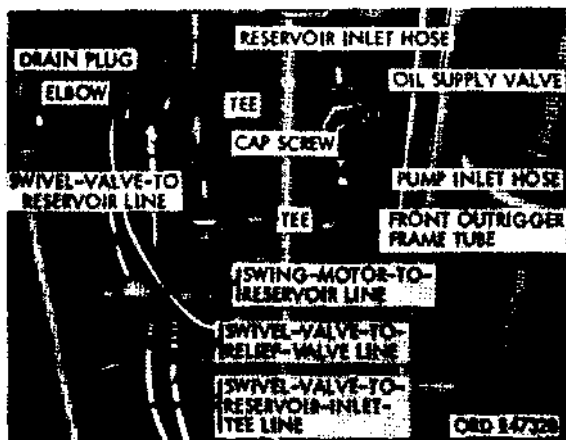 RESERVOIR INLET HOSE
DRAIN PLUG
OIL SUPPLY VALVE
ELBOW
TEE
CAP SCREW
SWIVEL-VALVE-TO
RESERVOIR LINE
PUMP INLET HOSE
TEE
FRONT OUTRIGGER
FRAME TUBE
SWING-MOTOR-TO-
RESERVOIR LINE
SWIVEL-VALVE-TO-
RELIEF-VALVE LINE
SWIVEL-VALVE-TO-
RESERVOIR-INLET-
TEE LINE
ORD